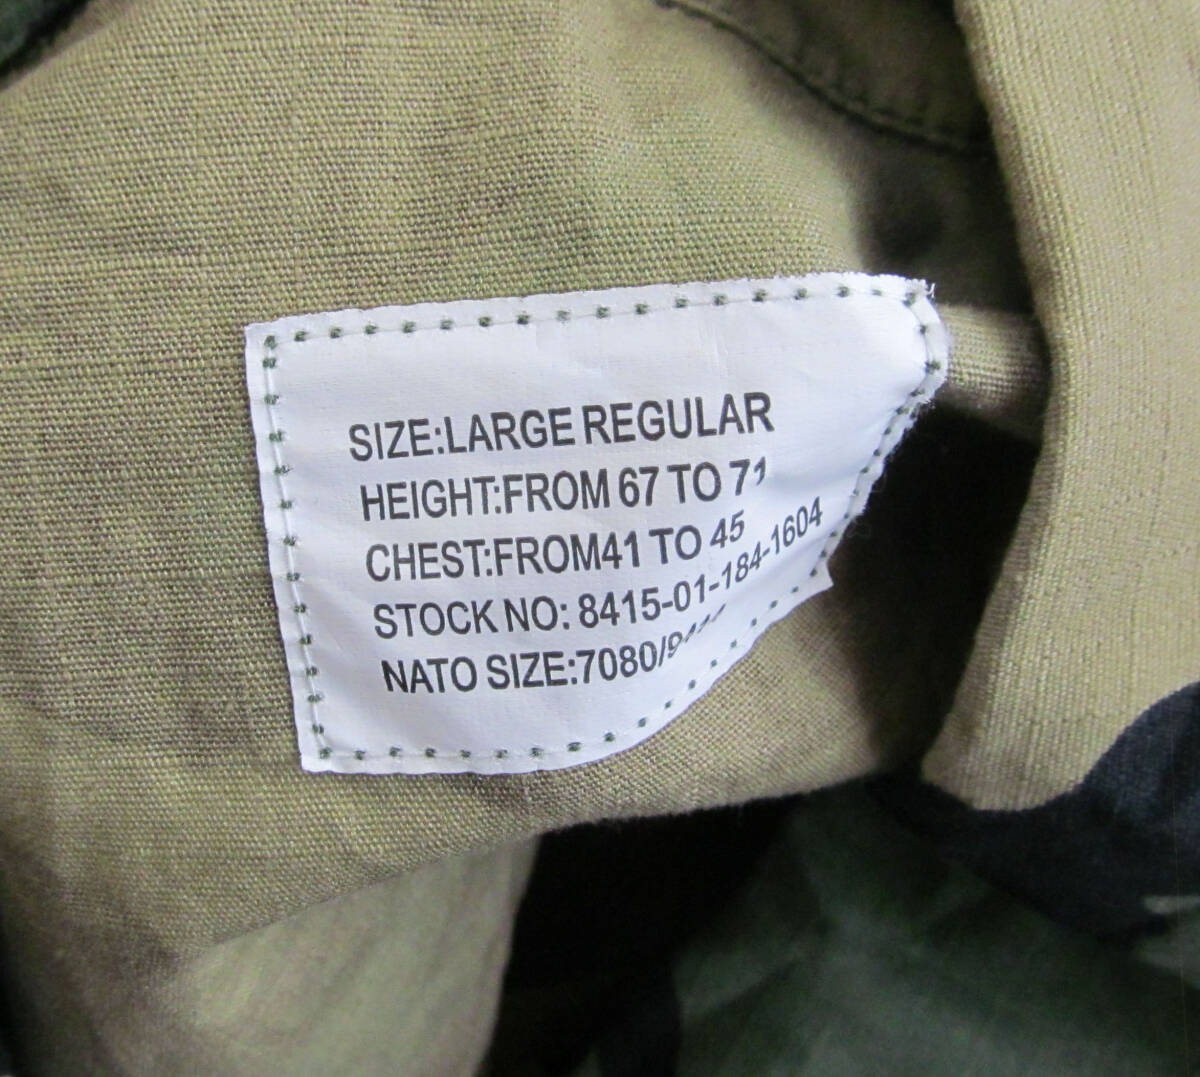 SIZE:LARGE REGULAR
HEIGHT:FROM 67 TO 71
CHEST:FROM41 TO 45
STOCK NO: 8415-01-184-1604
NATO SIZE: